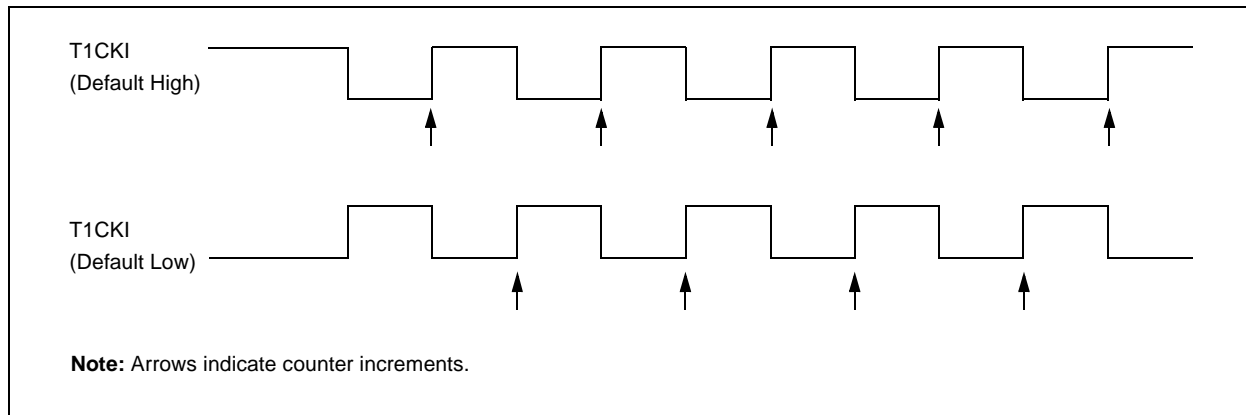 T1CKI
(Default High)
T1CKI
(Default Low)
Note: Arrows indicate counter increments.